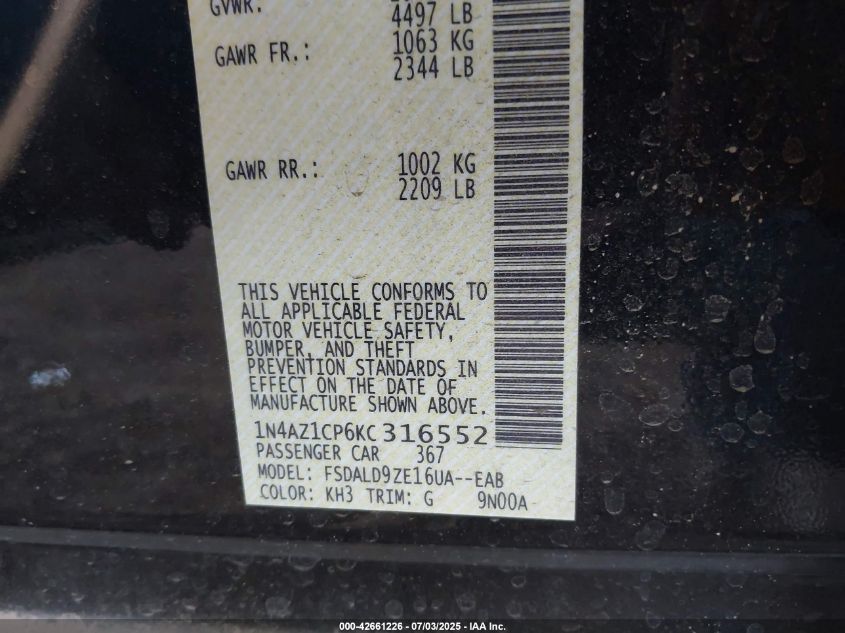 GVWR:
4497 LB
GAWR FR.: 1063 KG
2344 LB
GAWR RR.: 1002 KG
2209 LB
THIS VEHICLE CONFORMS TO
ALL APPLICABLE FEDERAL
MOTOR VEHICLE SAFETY,
BUMPER, AND THEFT
PREVENTION STANDARDS IN
EFFECT ON THE DATE OF
MANUFACTURE SHOWN ABOVE.
1N4AZ1CP6KC316552
PASSENGER CAR 367
MODEL: FSDALD9ZE16UA--EAB
COLOR: KH3 TRIM: G 9N00A
000-42661226 - 07/03/2025 - IAA Inc.